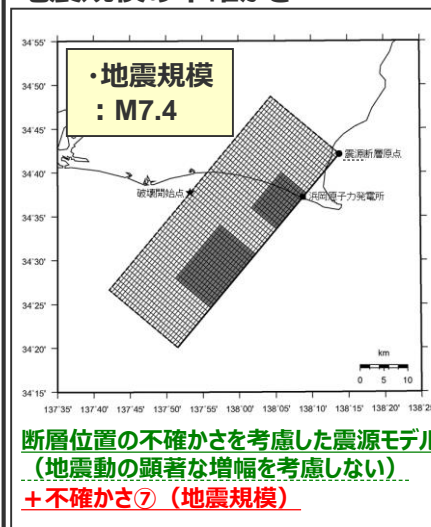 ・地震規模
：M7.4
34°55'
34°50'
34°45'
34°40'
34°35'
34°30'
34°25'
34°20'
34°15'
震源断層原点
破壊開始点
浜岡原子力発電所
km
0 5 10
137°35' 137°40' 137°45' 137°50' 137°55' 138°00' 138°05' 138°10' 138°15' 138°20' 138°25'
断層位置の不確かさを考慮した震源モデル
（地震動の顕著な増幅を考慮しない）
＋不確かさ⑦（地震規模）